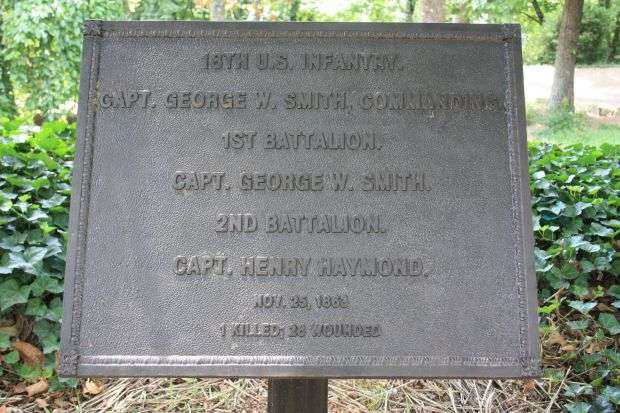 18TH U.S. INFANTRY.
CAPT. GEORGE W. SMITH, COMMANDING.
1ST BATTALION.
CAPT. GEORGE W. SMITH.
2ND BATTALION.
CAPT. HENRY HAYMOND.
NOV. 25, 1863
1 KILLED; 28 WOUNDED